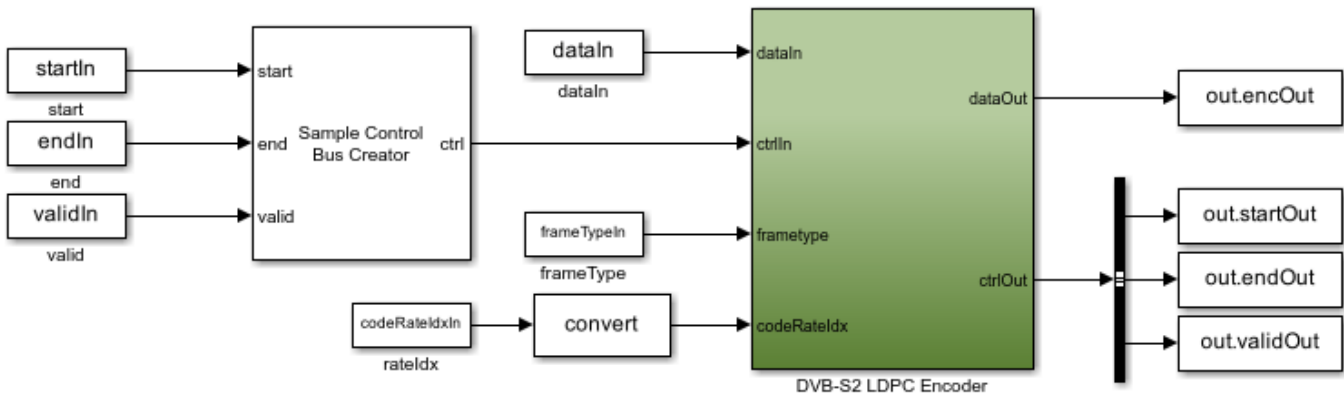 startIn
start
endIn
end
validIn
valid
start
end
valid
Sample Control
Bus Creator
ctrl
dataIn
dataIn
frameTypeIn
frameType
codeRateIdxIn
rateIdx
convert
dataIn
ctrlIn
frametype
codeRateIdx
dataOut
ctrlOut
DVB-S2 LDPC Encoder
out.encOut
out.startOut
out.endOut
out.validOut